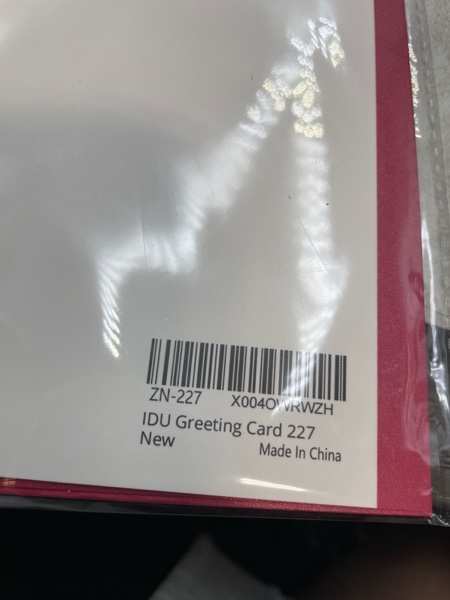 ZN-227 X004OWRWZH
IDU Greeting Card 227
New
Made In China